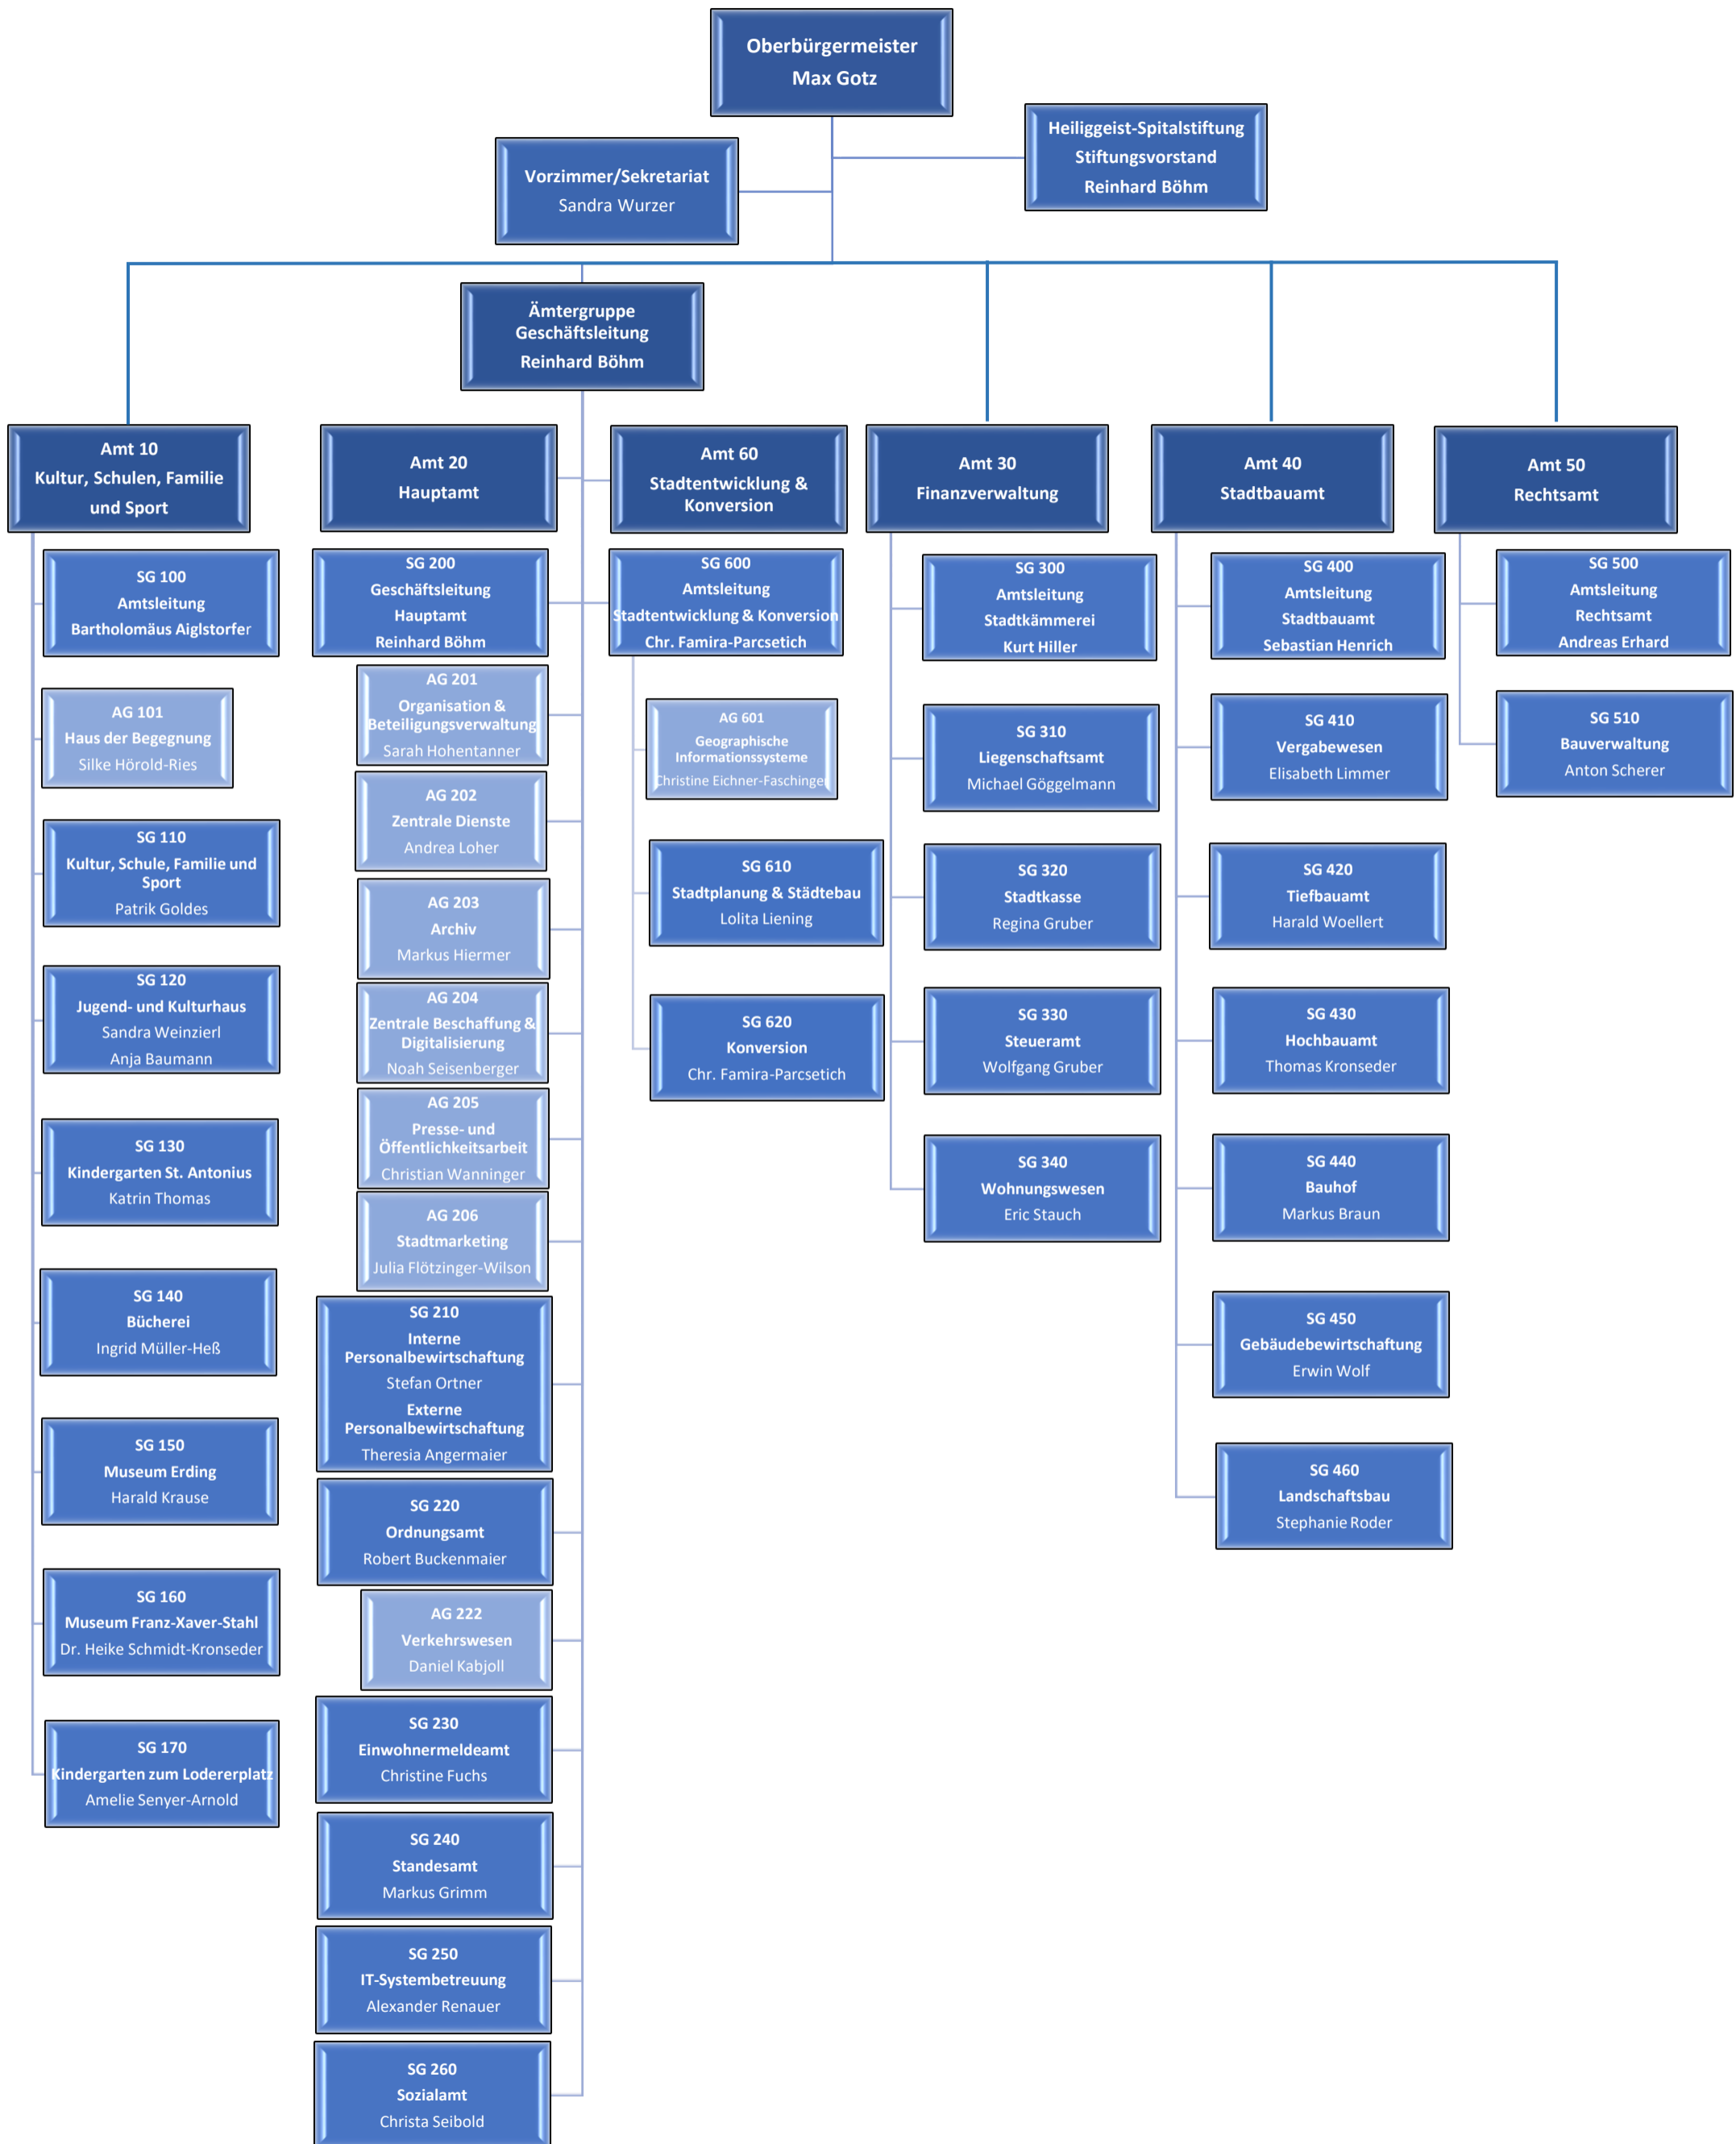 Oberbürgermeister
Max Gotz
Heiliggeist-Spitalstiftung
Stiftungsvorstand
Reinhard Böhm
Vorzimmer/Sekretariat
Sandra Wurzer
Ämtergruppe
Geschäftsleitung
Reinhard Böhm
Amt 10
Kultur, Schulen, Familie
und Sport
SG 100
Amtsleitung
Bartholomäus Aiglstorfer
AG 101
Haus der Begegnung
Silke Hörold-Ries
SG 110
Kultur, Schule, Familie und
Sport
Patrik Goldes
SG 120
Jugend- und Kulturhaus
Sandra Weinzierl
Anja Baumann
SG 130
Kindergarten St. Antonius
Katrin Thomas
SG 140
Bücherei
Ingrid Müller-Heß
SG 150
Museum Erding
Harald Krause
SG 160
Museum Franz-Xaver-Stahl
Dr. Heike Schmidt-Kronseder
SG 170
Kindergarten zum Lodererplatz
Amelie Senyer-Arnold
Amt 20
Hauptamt
SG 200
Geschäftsleitung
Hauptamt
Reinhard Böhm
AG 201
Organisation &
Beteiligungsverwaltung
Sarah Hohentanner
AG 202
Zentrale Dienste
Andrea Loher
AG 203
Archiv
Markus Hiermer
AG 204
Zentrale Beschaffung &
Digitalisierung
Noah Seisenberger
AG 205
Presse- und
Öffentlichkeitsarbeit
Christian Wanninger
AG 206
Stadtmarketing
Julia Flötzinger-Wilson
SG 210
Interne
Personalbewirtschaftung
Stefan Ortner
Externe
Personalbewirtschaftung
Theresia Angermaier
SG 220
Ordnungsamt
Robert Buckenmaier
AG 222
Verkehrswesen
Daniel Kabjoll
SG 230
Einwohnermeldeamt
Christine Fuchs
SG 240
Standesamt
Markus Grimm
SG 250
IT-Systembetreuung
Alexander Renauer
SG 260
Sozialamt
Christa Seibold
Amt 60
Stadtentwicklung &
Konversion
SG 600
Amtsleitung
Stadtentwicklung & Konversion
Chr. Famira-Parcsetich
AG 601
Geographische
Informationssysteme
Christine Eichner-Faschinger
SG 610
Stadtplanung & Städtebau
Lolita Liening
SG 620
Konversion
Chr. Famira-Parcsetich
Amt 30
Finanzverwaltung
SG 300
Amtsleitung
Stadtkämmerei
Kurt Hiller
SG 310
Liegenschaftsamt
Michael Göggelmann
SG 320
Stadtkasse
Regina Gruber
SG 330
Steueramt
Wolfgang Gruber
SG 340
Wohnungswesen
Eric Stauch
Amt 40
Stadtbauamt
SG 400
Amtsleitung
Stadtbauamt
Sebastian Henrich
SG 410
Vergabewesen
Elisabeth Limmer
SG 420
Tiefbauamt
Harald Woellert
SG 430
Hochbauamt
Thomas Kronseder
SG 440
Bauhof
Markus Braun
SG 450
Gebäudebewirtschaftung
Erwin Wolf
SG 460
Landschaftsbau
Stephanie Roder
Amt 50
Rechtsamt
SG 500
Amtsleitung
Rechtsamt
Andreas Erhard
SG 510
Bauverwaltung
Anton Scherer